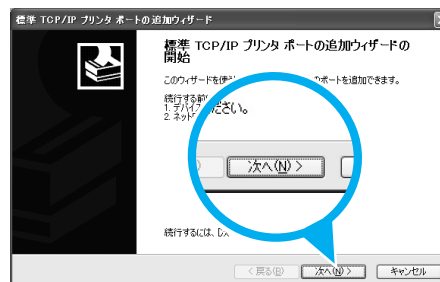 標準 TCP/IP プリンタ ポートの追加ウィザード
標準 TCP/IP プリンタ ポートの追加ウィザードの
開始
このウィザードを使 のポートを追加できます。
続行する前
1. デバイス ださい。
2. ネット
次へ(N) >
続行するには、[次
< 戻る(B)
次へ(N) >
キャンセル